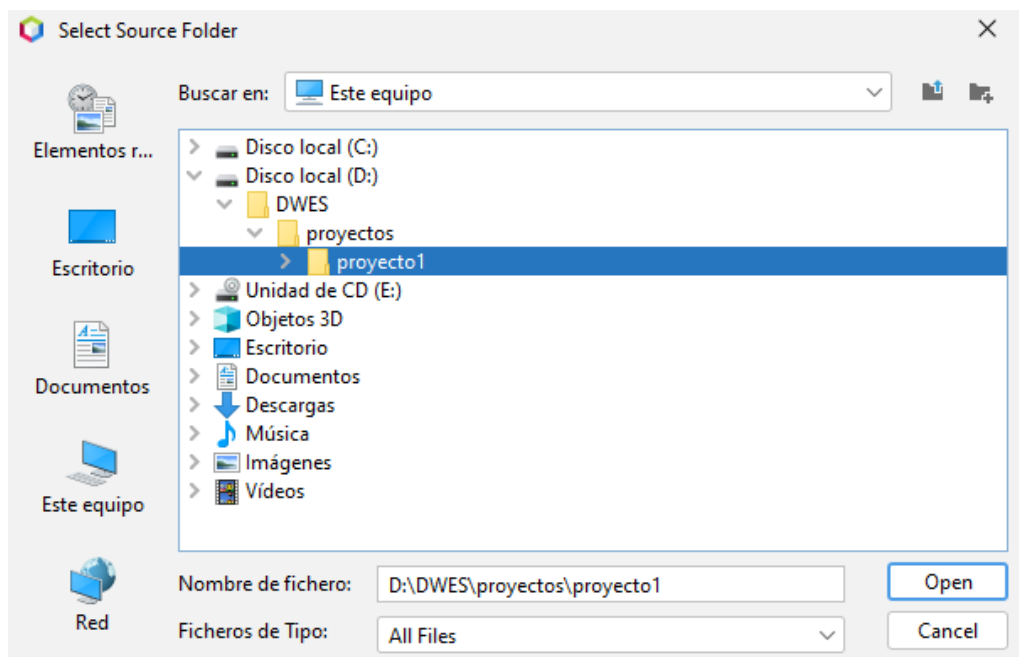 Select Source Folder
Buscar en:
Este equipo
Elementos r...
Escritorio
Documentos
Este equipo
Red
Disco local (C:)
Disco local (D:)
DWES
proyectos
proyecto1
Unidad de CD (E:)
Objetos 3D
Escritorio
Documentos
Descargas
Música
Imágenes
Vídeos
Nombre de fichero:
D:\DWES\proyectos\proyecto1
Open
Ficheros de Tipo:
All Files
Cancel